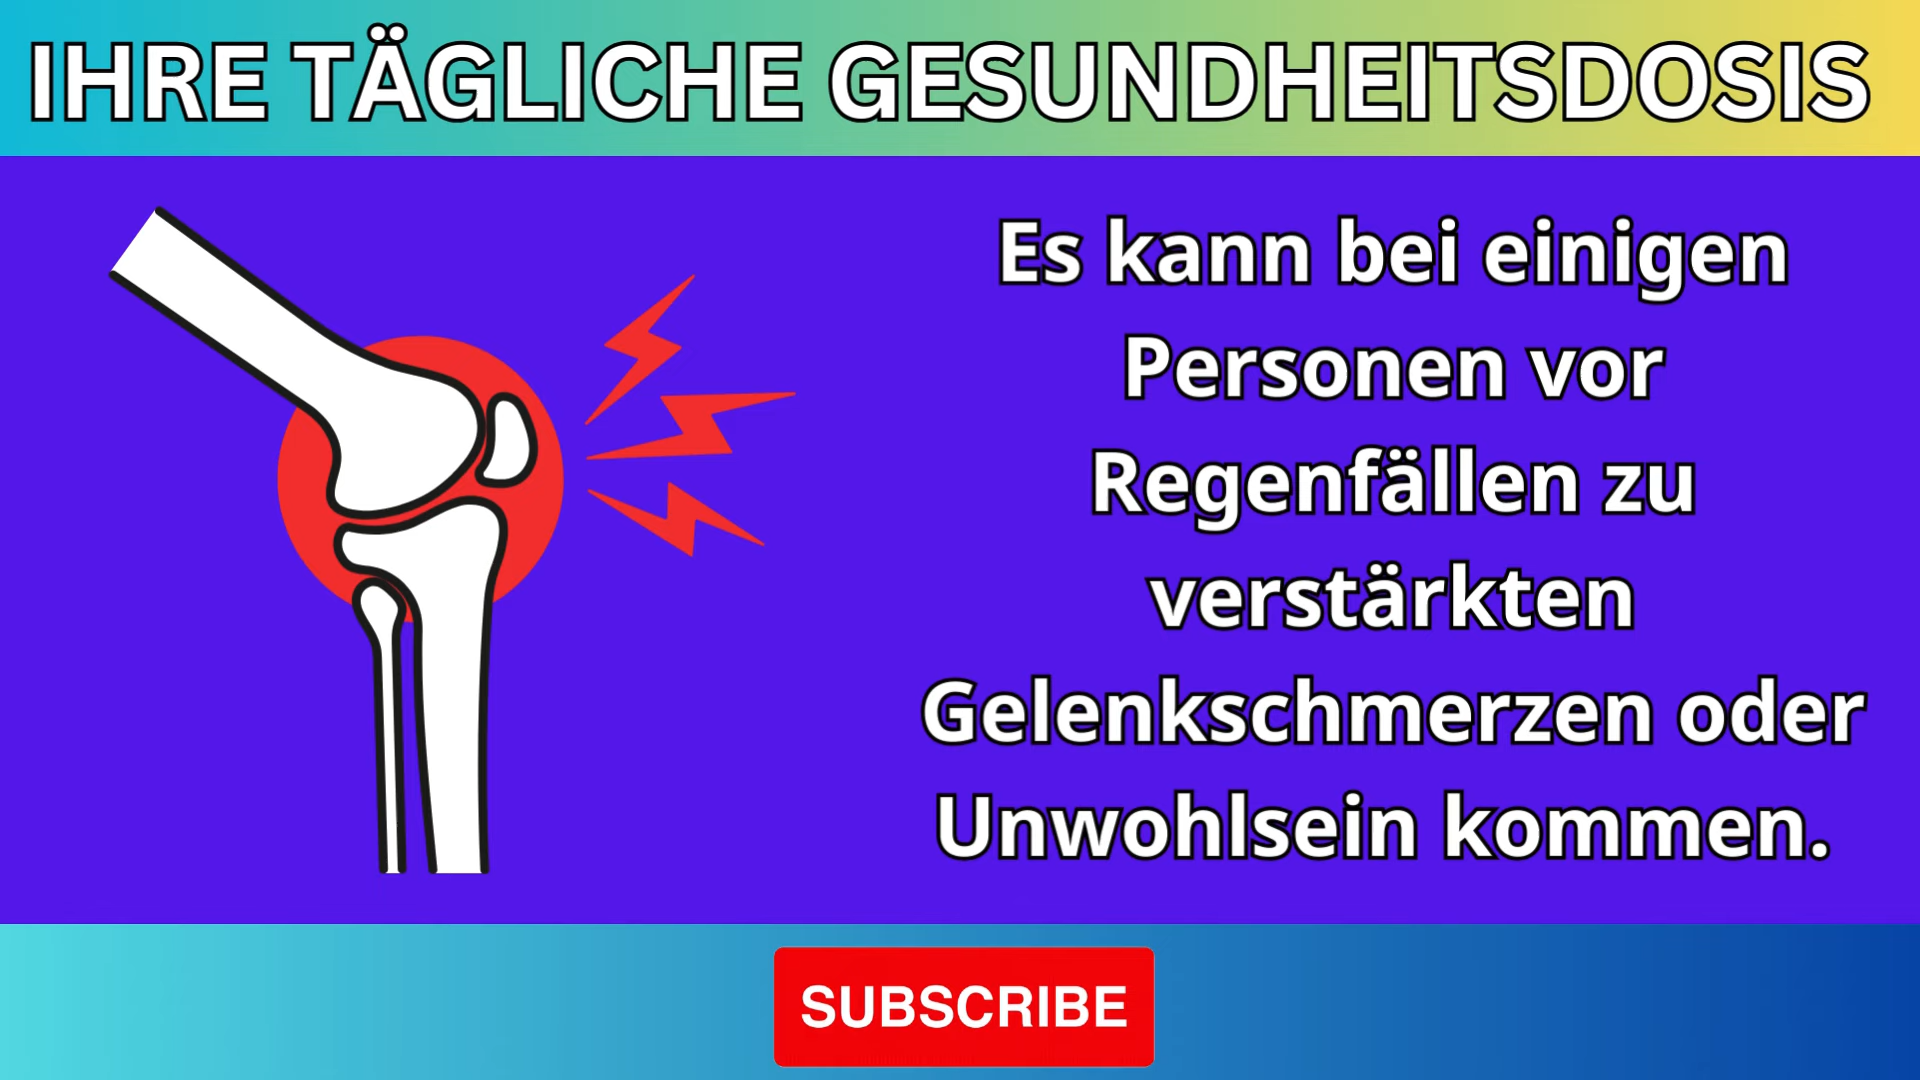 IHRE TÄGLICHE GESUNDHEITSDOSIS
Es kann bei einigen
Personen vor
Regenfällen zu
verstärkten
Gelenkschmerzen oder
Unwohlsein kommen.
SUBSCRIBE